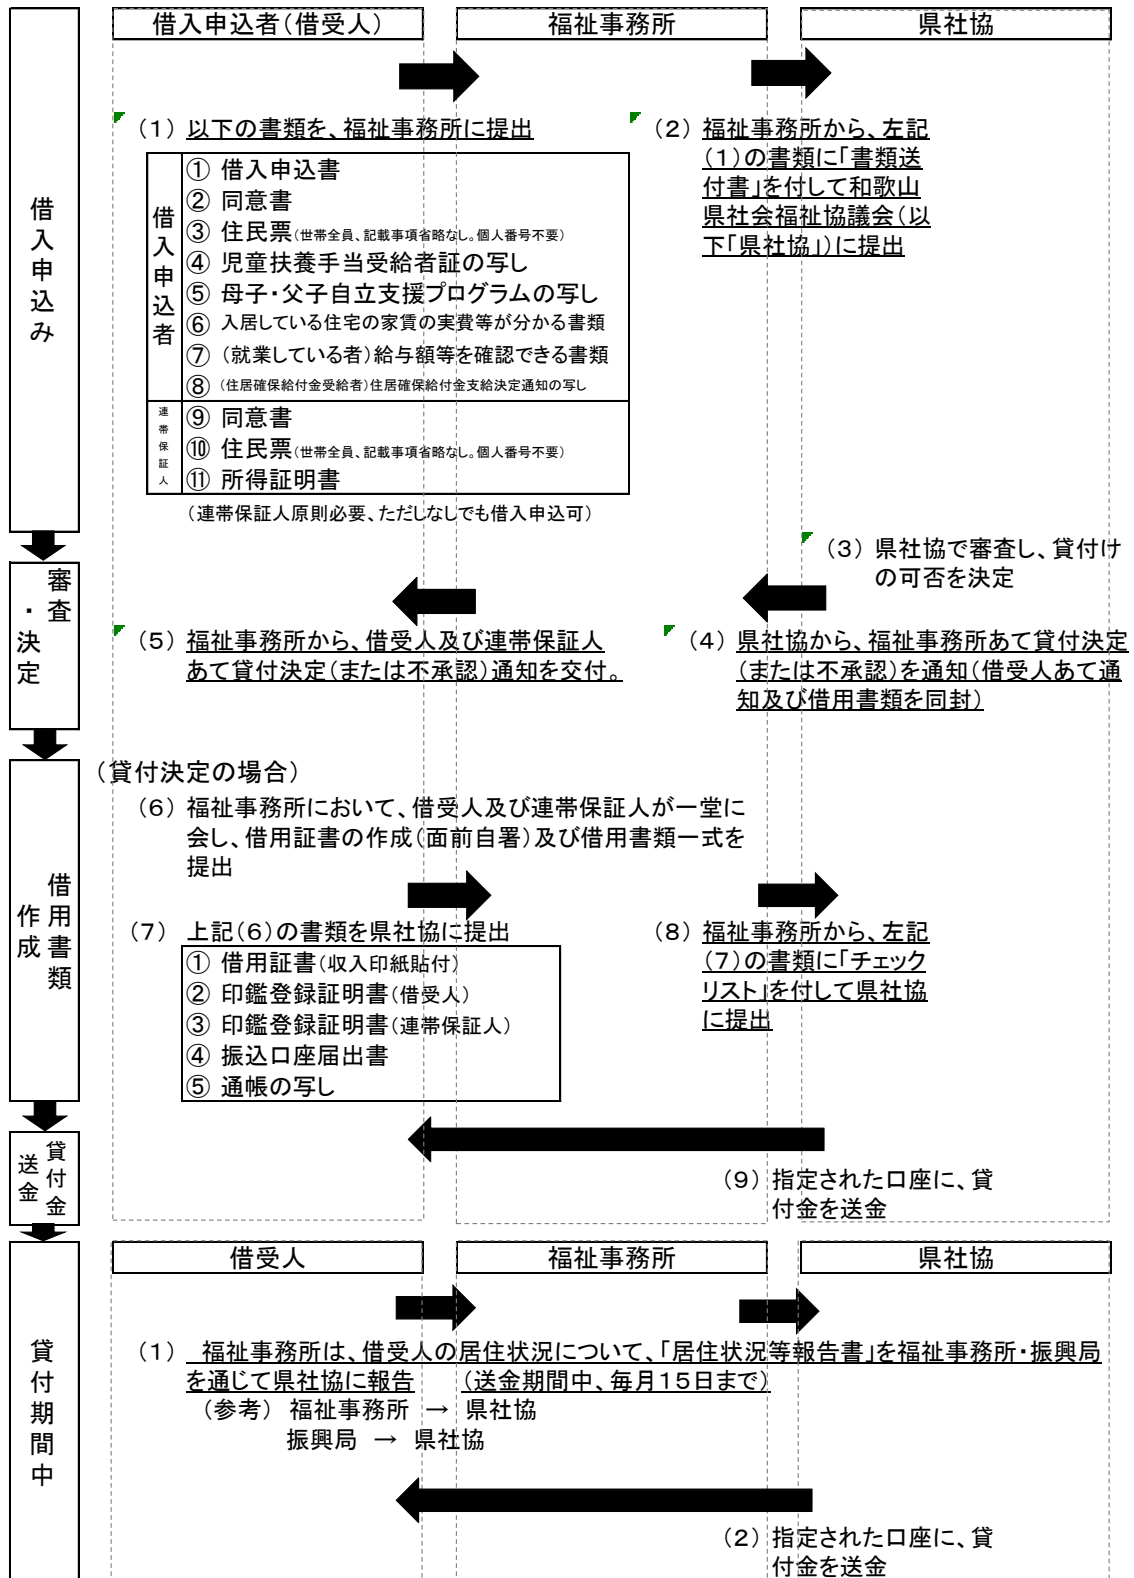 借入申込者（借受人）
福祉事務所
県社協
借入申込み
（１） 以下の書類を、福祉事務所に提出
借入申込者
① 借入申込書
② 同意書
③ 住民票（世帯全員、記載事項省略なし。個人番号不要）
④ 児童扶養手当受給者証の写し
⑤ 母子・父子自立支援プログラムの写し
⑥ 入居している住宅の家賃の実費等が分かる書類
⑦ （就業している者）給与額等を確認できる書類
⑧ （住居確保給付金受給者）住居確保給付金支給決定通知の写し
連帯保証人
⑨ 同意書
⑩ 住民票（世帯全員、記載事項省略なし。個人番号不要）
⑪ 所得証明書
（連帯保証人原則必要、ただしなしでも借入申込可）
（２） 福祉事務所から、左記
（１）の書類に「書類送
付書」を付して和歌山
県社会福祉協議会（以
下「県社協」）に提出
審査
・決定
（３） 県社協で審査し、貸付け
の可否を決定
（４） 県社協から、福祉事務所あて貸付決定
（または不承認）を通知（借受人あて通
知及び借用書類を同封）
（５） 福祉事務所から、借受人及び連帯保証人
あて貸付決定（または不承認）通知を交付。
借用書類
作成
（貸付決定の場合）
（６） 福祉事務所において、借受人及び連帯保証人が一堂に
会し、借用証書の作成（面前自署）及び借用書類一式を
提出
（７） 上記（６）の書類を県社協に提出
① 借用証書（収入印紙貼付）
② 印鑑登録証明書（借受人）
③ 印鑑登録証明書（連帯保証人）
④ 振込口座届出書
⑤ 通帳の写し
（８） 福祉事務所から、左記
（７）の書類に「チェック
リスト」を付して県社協
に提出
貸付金
送金
（９） 指定された口座に、貸
付金を送金
借受人
福祉事務所
県社協
貸付期間中
（１） 福祉事務所は、借受人の居住状況について、「居住状況等報告書」を福祉事務所・振興局
を通じて県社協に報告 （送金期間中、毎月１５日まで）
（参考） 福祉事務所 → 県社協
振興局 → 県社協
（２） 指定された口座に、貸
付金を送金